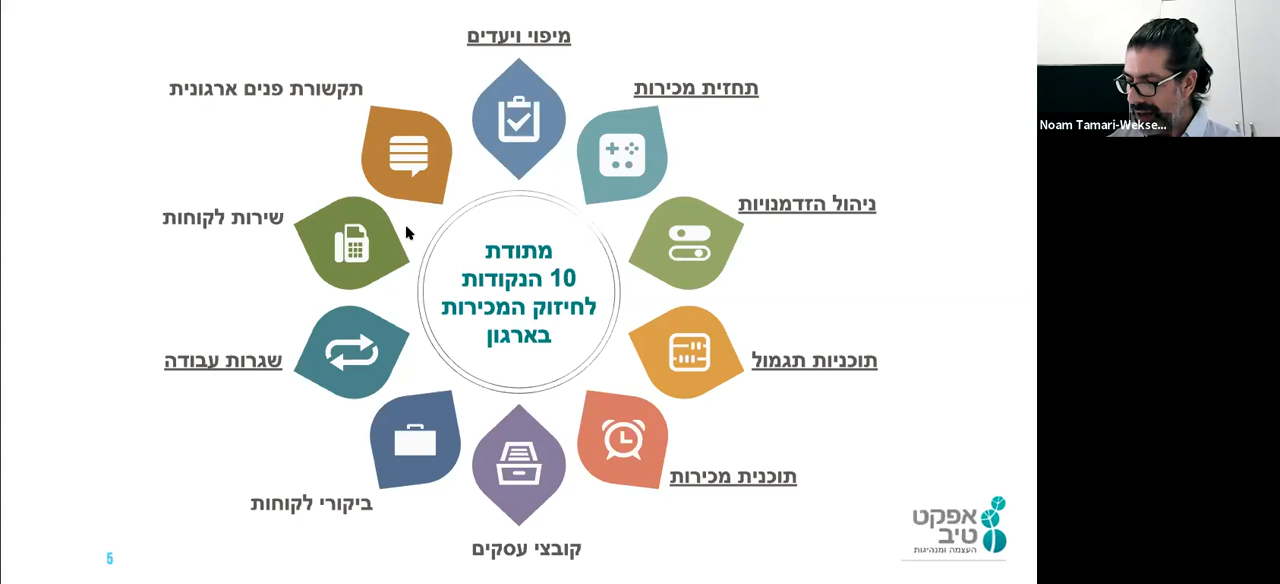 מיפוי ויעדים
תחזית מכירות
ניהול הזדמנויות
תוכניות תגמול
תוכנית מכירות
קובצי עסקים
ביקורי לקוחות
שגרות עבודה
שירות לקוחות
תקשורת פנים ארגונית
מתודת
10 הנקודות
לחיזוק המכירות
בארגון
אפקט
טיב
העצמה ומנהיגות
5
Noam Tamari-Wekse...